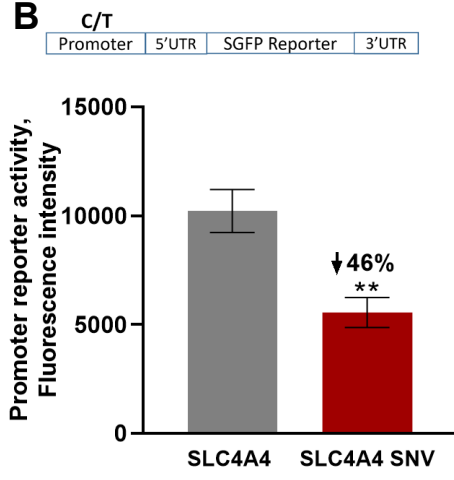 B
C/T
Promoter 5'UTR SGFP Reporter 3'UTR
Promoter reporter activity,
Fluorescence intensity
15000
10000
5000
0
↓46%
**
SLC4A4 SLC4A4 SNV